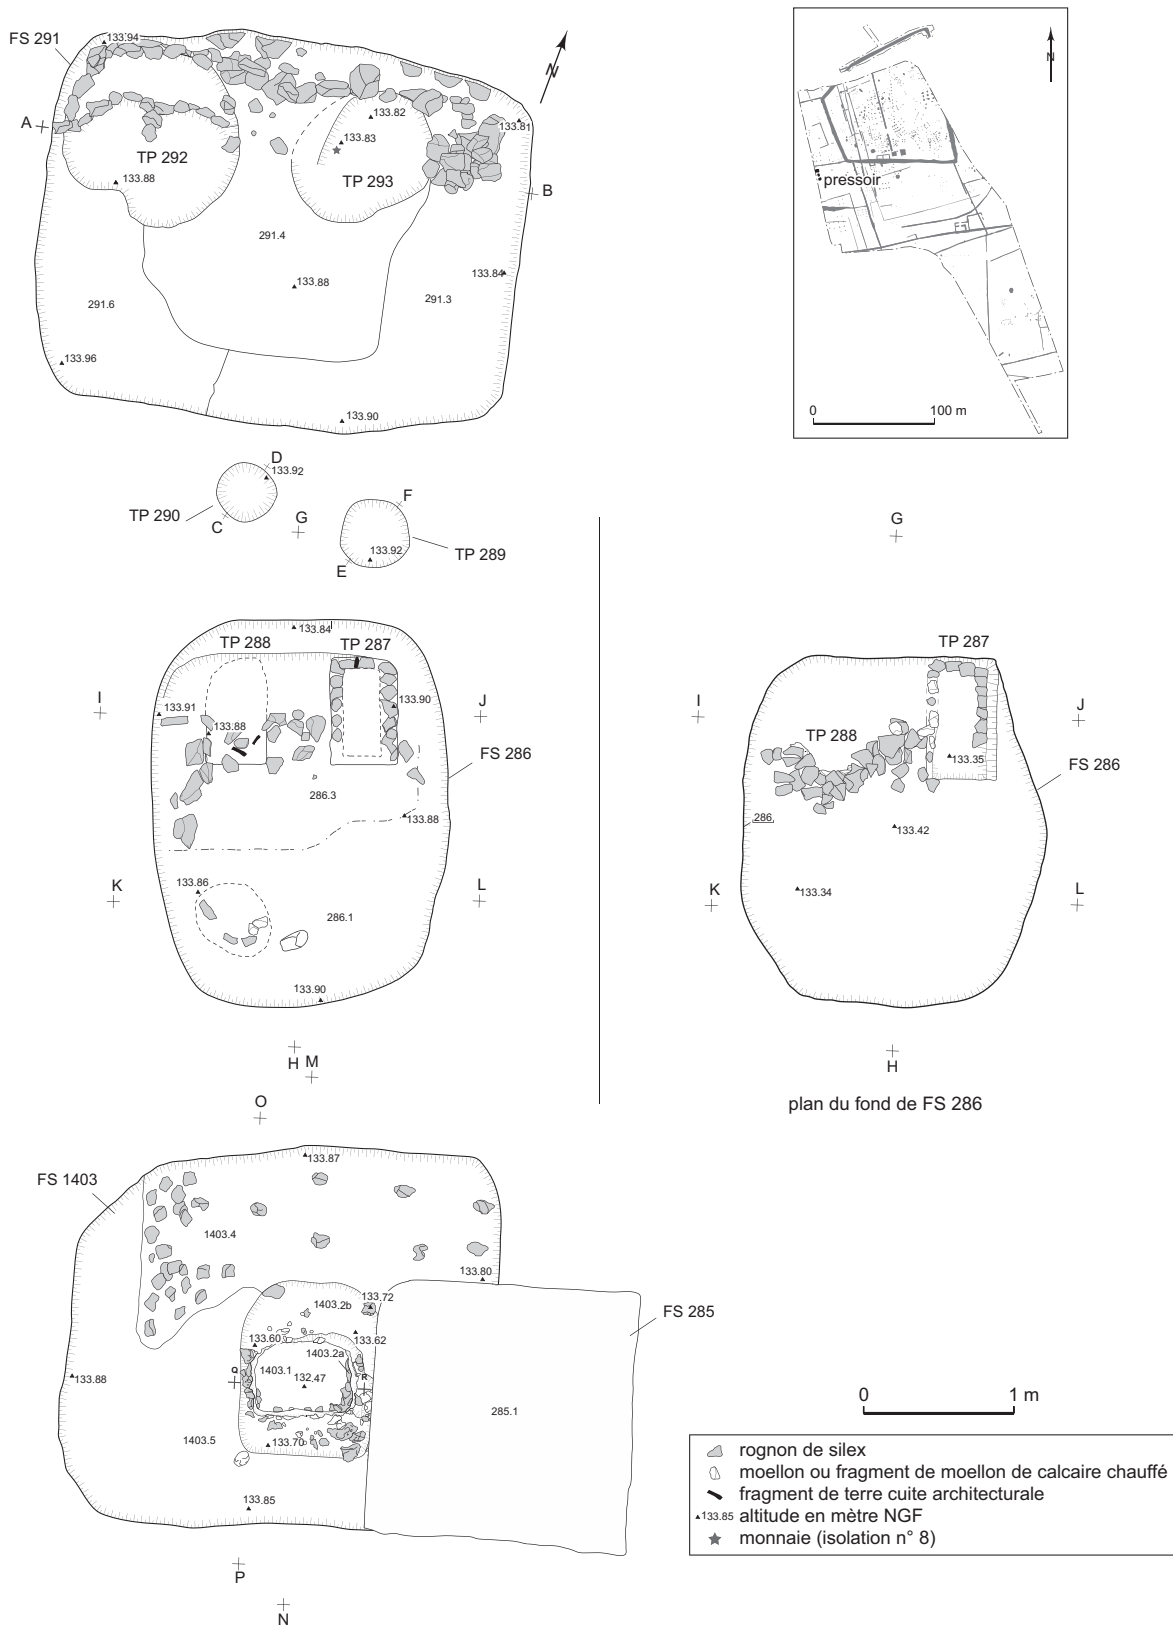 FS 291
133.94
N
N
A
133.82
133.81
133.83
TP 292
133.88
TP 293
B
pressoir
291.4
133.84
133.88
291.6
291.3
133.96
133.90
0 100 m
D
133.92
TP 290
C
F
G
G
133.92
TP 289
E
133.84
TP 288
TP 287
TP 287
I
133.91
133.90
J
I
J
133.88
TP 288
FS 286
133.35
FS 286
286.3
133.88
286.
133.42
K
133.86
L
K
133.34
L
286.1
133.90
H
M
H
O
plan du fond de FS 286
133.87
FS 1403
1403.4
133.80
1403.2b
133.72
FS 285
133.60
133.62
1403.2a
Q
1403.1
R
132.47
133.88
0 1 m
285.1
1403.5
133.70
133.85
rognon de silex
moellon ou fragment de moellon de calcaire chauffé
fragment de terre cuite architecturale
133.85 altitude en mètre NGF
monnaie (isolation n° 8)
P
N